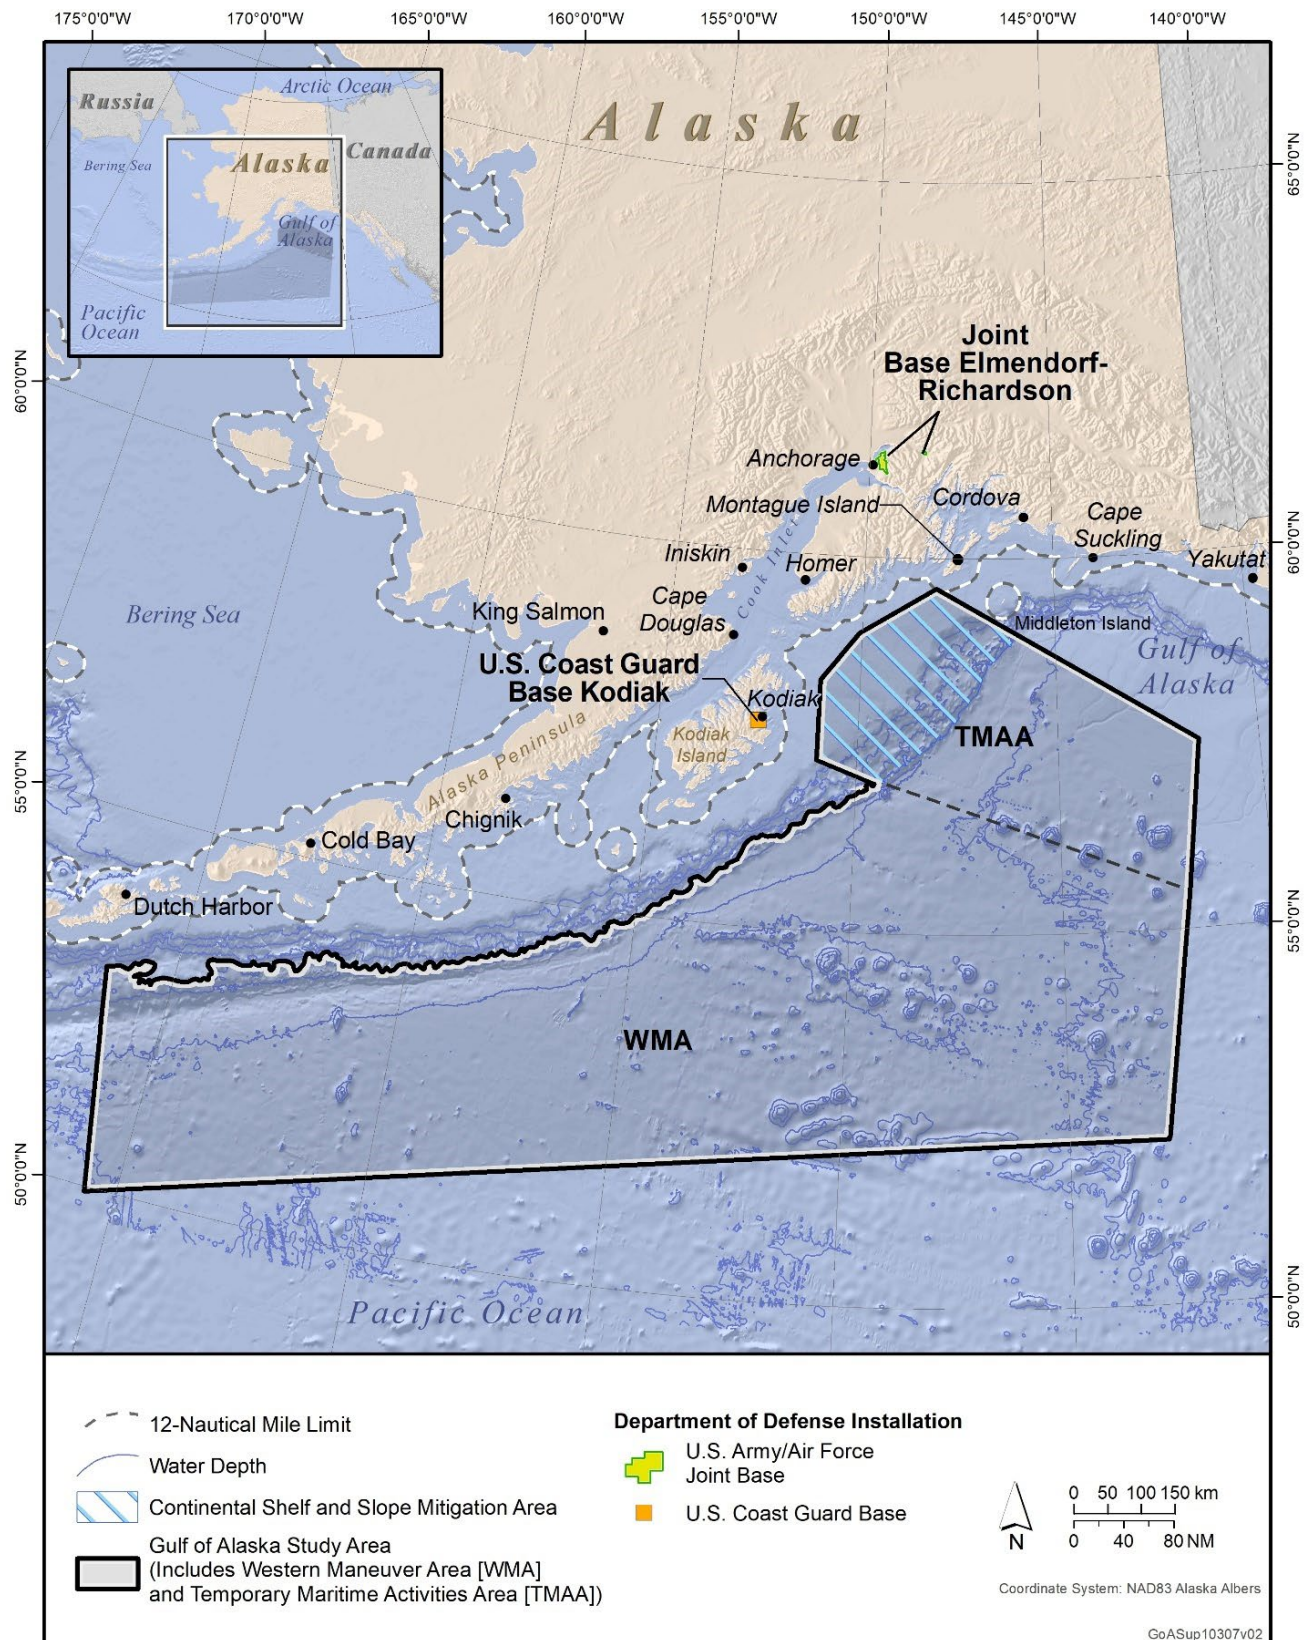 175°0'0"W
170°0'0"W
165°0'0"W
160°0'0"W
155°0'0"W
150°0'0"W
145°0'0"W
140°0'0"W
Russia
Arctic Ocean
Bering Sea
Alaska
Canada
Gulf of
Alaska
Pacific
Ocean
Alaska
65°0'0"N
60°0'0"N
Joint
Base Elmendorf-
Richardson
Anchorage
Montague Island
Cordova
Cape
Suckling
Yakutat
60°0'0"N
Iniskin
Homer
Cook Inlet
Cape
Douglas
King Salmon
Bering Sea
Middleton Island
Gulf of
Alaska
U.S. Coast Guard
Base Kodiak
Kodiak
Kodiak
Island
TMAA
Alaska Peninsula
55°0'0"N
Chignik
Cold Bay
Dutch Harbor
55°0'0"N
WMA
50°0'0"N
50°0'0"N
Pacific Ocean
12-Nautical Mile Limit
Water Depth
Continental Shelf and Slope Mitigation Area
Gulf of Alaska Study Area
(Includes Western Maneuver Area [WMA]
and Temporary Maritime Activities Area [TMAA])
Department of Defense Installation
U.S. Army/Air Force
Joint Base
U.S. Coast Guard Base
N
0 50 100 150 km
0 40 80 NM
Coordinate System: NAD83 Alaska Albers
GoASup10307v02